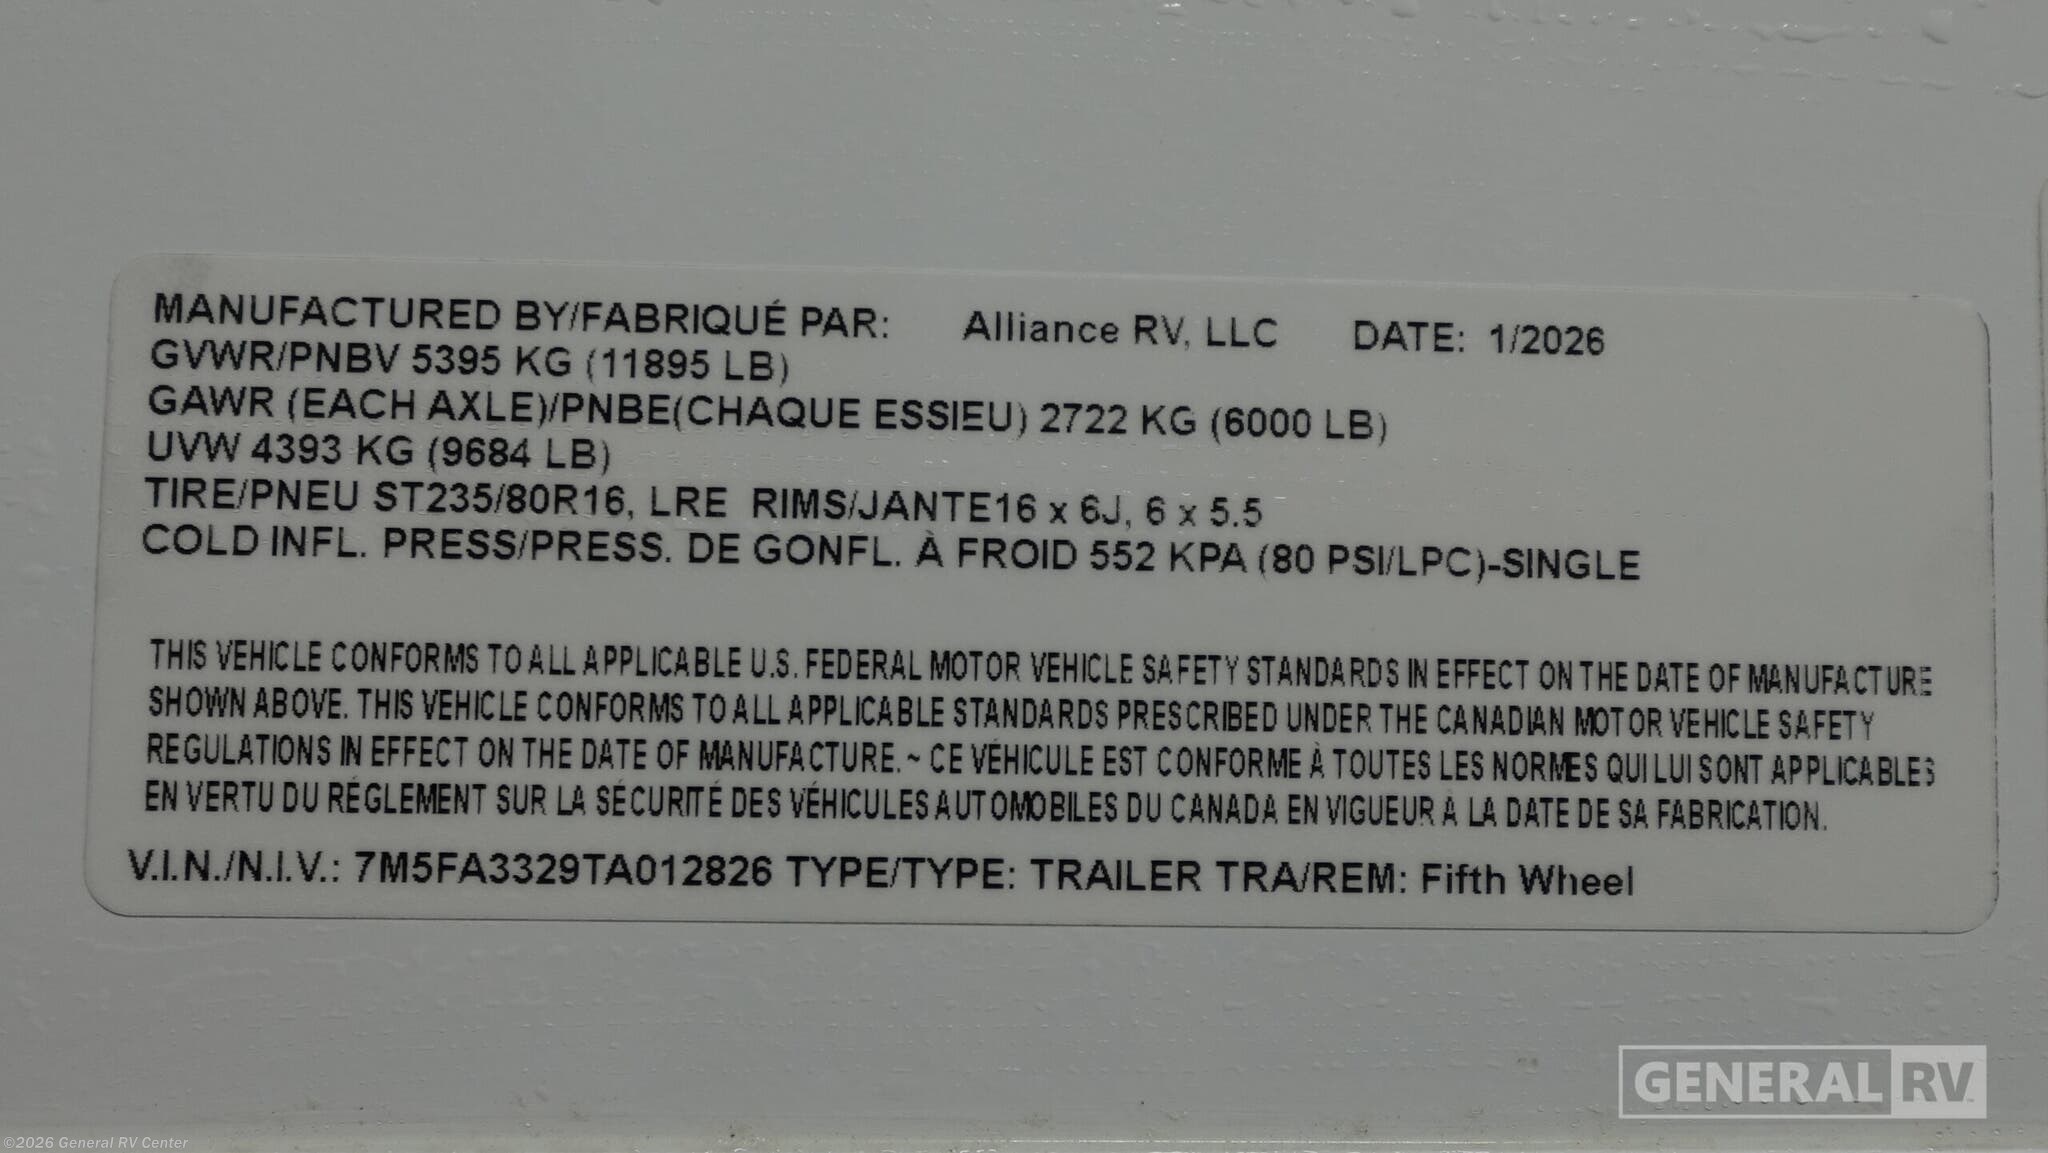 MANUFACTURED BY/FABRIQUÉ PAR: Alliance RV, LLC DATE: 1/2026
GVWR/PNBV 5395 KG (11895 LB)
GAWR (EACH AXLE)/PNBE(CHAQUE ESSIEU) 2722 KG (6000 LB)
UVW 4393 KG (9684 LB)
TIRE/PNEU ST235/80R16, LRE RIMS/JANTE16 x 6J, 6 x 5.5
COLD INFL. PRESS/PRESS. DE GONFL. À FROID 552 KPA (80 PSI/LPC)-SINGLE
THIS VEHICLE CONFORMS TO ALL APPLICABLE U.S. FEDERAL MOTOR VEHICLE SAFETY STANDARDS IN EFFECT ON THE DATE OF MANUFACTURE
SHOWN ABOVE. THIS VEHICLE CONFORMS TO ALL APPLICABLE STANDARDS PRESCRIBED UNDER THE CANADIAN MOTOR VEHICLE SAFETY
REGULATIONS IN EFFECT ON THE DATE OF MANUFACTURE. ~ CE VÉHICULE EST CONFORME À TOUTES LES NORMES QUI LUI SONT APPLICABLES
EN VERTU DU RÉGLEMENT SUR LA SÉCURITÉ DES VÉHICULES AUTOMOBILES DU CANADA EN VIGUEUR A LA DATE DE SA FABRICATION.
V.I.N./N.I.V.: 7M5FA3329TA012826 TYPE/TYPE: TRAILER TRA/REM: Fifth Wheel
GENERAL RV
©2026 General RV Center